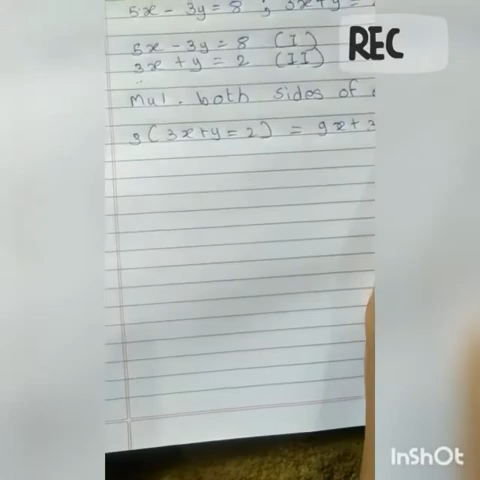 5x - 3y = 8 ; 3x + y =
REC
5x - 3y = 8 (I)
3x + y = 2 (II)
Mul. both sides of
3 ( 3x + y = 2 ) = 9x + 3
InShOt